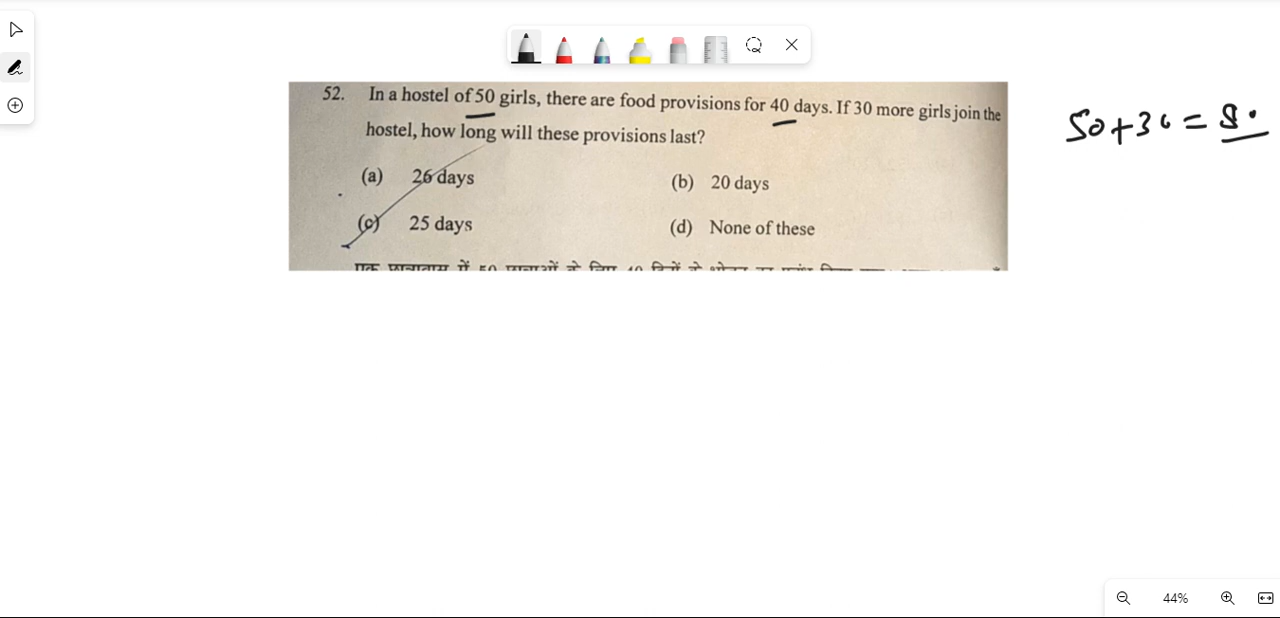 52. In a hostel of 50 girls, there are food provisions for 40 days. If 30 more girls join the
hostel, how long will these provisions last?
(a) 26 days (b) 20 days
(c) 25 days (d) None of these
50+30 = 80
44%